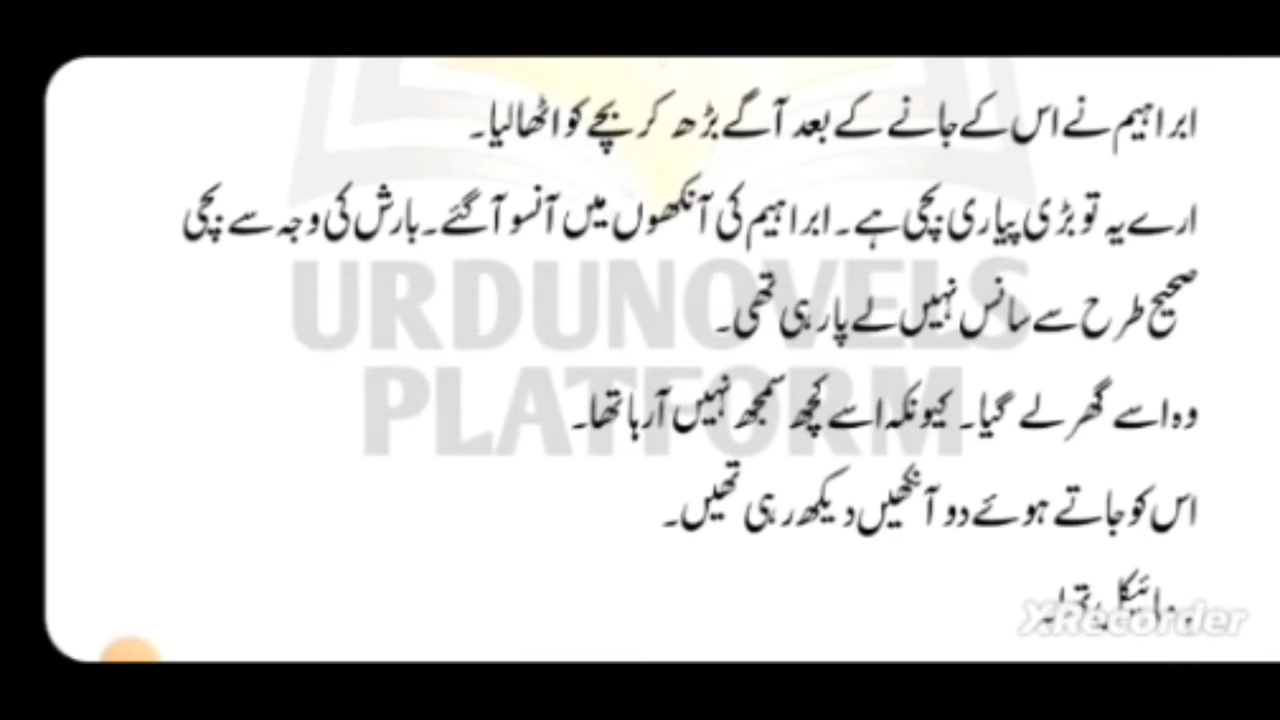 ابراہیم نے اس کے جانے کے بعد آگے بڑھ کر بچے کو اٹھالیا۔
ارے یہ تو بڑی پیاری بچی ہے۔ ابراہیم کی آنکھوں میں آنسو آگئے۔ بارش کی وجہ سے بچی
صحیح طرح سے سانس نہیں لے پا رہی تھی۔
URDUNOVELS
PLATFORM
وہ اسے گھر لے گیا۔ کیونکہ اسے کچھ سمجھ نہیں آرہا تھا۔
اس کو جاتے ہوئے دو آنکھیں دیکھ رہی تھیں۔
XRecorder